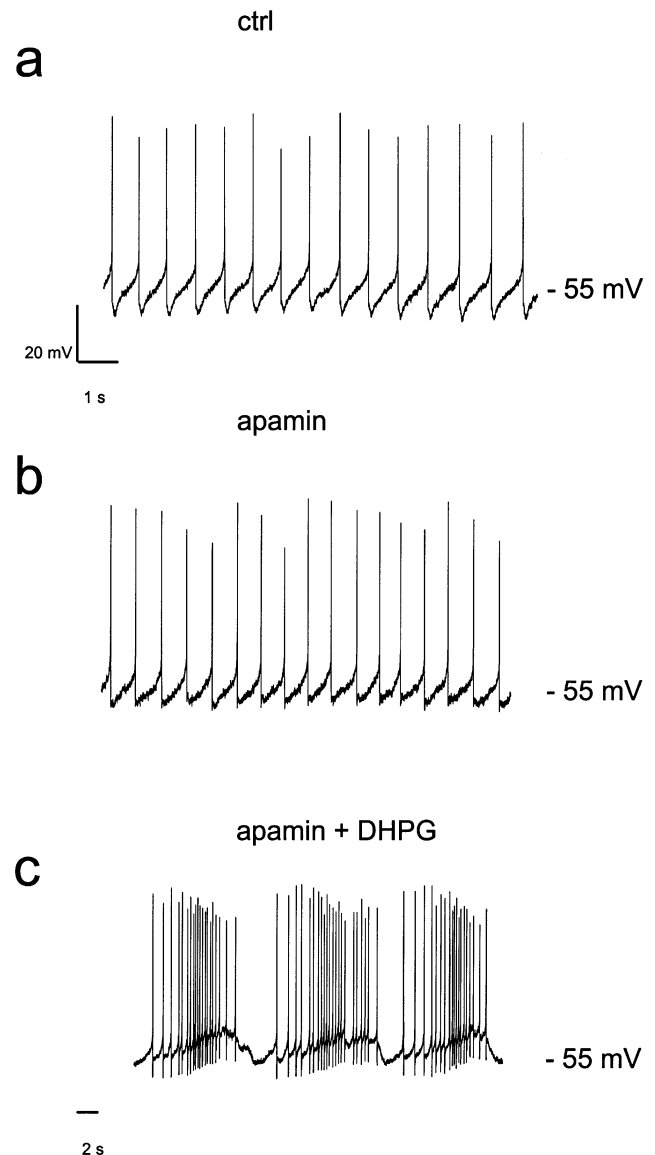 ctrl
a
- 55 mV
20 mV
1 s
apamin
b
- 55 mV
apamin + DHPG
c
- 55 mV
2 s